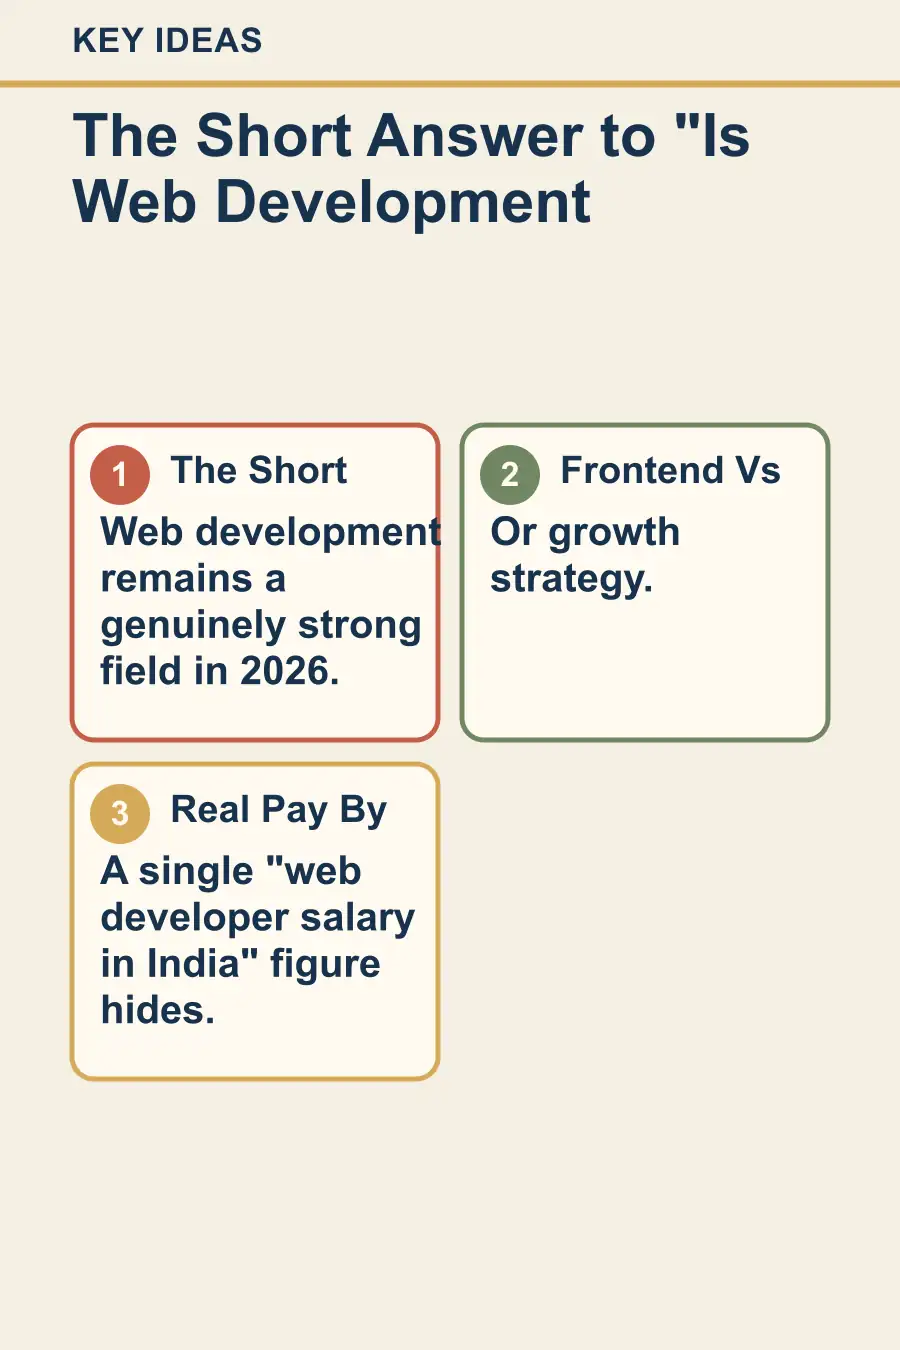 KEY IDEAS
The Short Answer to "Is
Web Development
1 The Short
Web development
remains a
genuinely strong
field in 2026.
2 Frontend Vs
Or growth
strategy.
3 Real Pay By
A single "web
developer salary
in India" figure
hides.